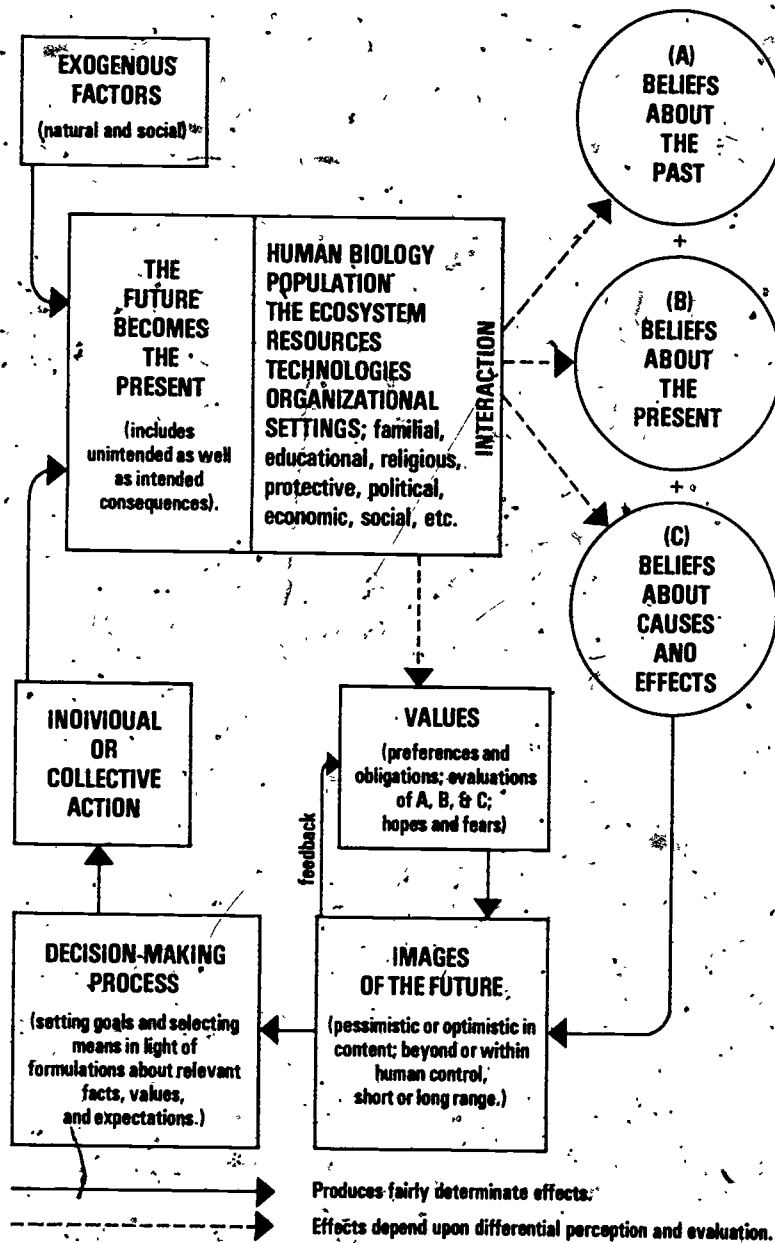 EXOGENOUS
FACTORS
(natural and social)
(A)
BELIEFS
ABOUT
THE
PAST
+
THE
FUTURE
BECOMES
THE
PRESENT
(includes
unintended as well
as intended
consequences).
HUMAN BIOLOGY
POPULATION
THE ECOSYSTEM
RESOURCES
TECHNOLOGIES
ORGANIZATIONAL
SETTINGS; familial,
educational, religious,
protective, political,
economic, social, etc.
INTERACTION
(B)
BELIEFS
ABOUT
THE
PRESENT
+
(C)
BELIEFS
ABOUT
CAUSES
AND
EFFECTS
INDIVIDUAL
OR
COLLECTIVE
ACTION
VALUES
(preferences and
obligations; evaluations
of A, B, & C;
hopes and fears)
feedback
DECISION-MAKING
PROCESS
(setting goals and selecting
means in light of
formulations about relevant
facts, values,
and expectations.)
IMAGES
OF THE FUTURE
(pessimistic or optimistic in
content; beyond or within
human control,
short or long range.)
Produces fairly determinate effects.
Effects depend upon differential perception and evaluation.